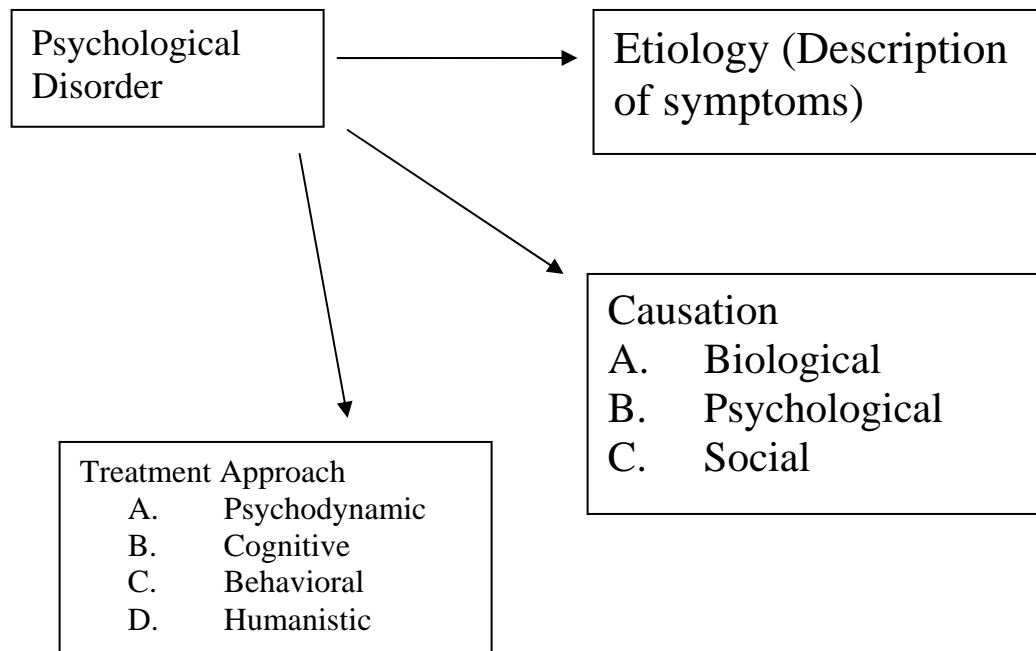 Psychological
Disorder
Etiology (Description
of symptoms)
Causation
A. Biological
B. Psychological
C. Social
Treatment Approach
A. Psychodynamic
B. Cognitive
C. Behavioral
D. Humanistic